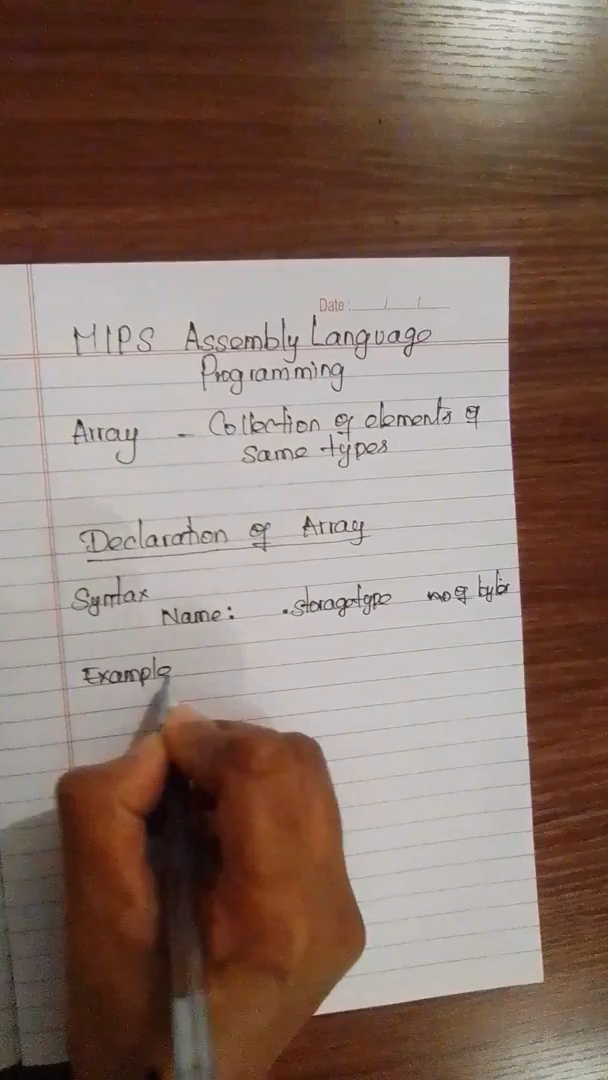 Date: / /
MIPS Assembly Language
Programming
Array - Collection of elements of
same types
Declaration of Array
Syntax
Name: .storagetype no of bytes
Example